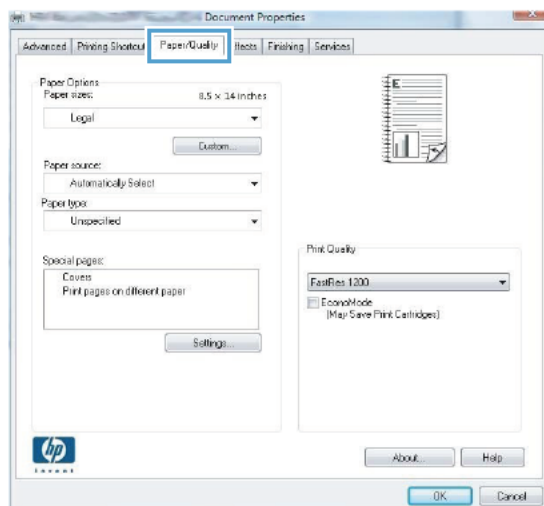 Document Properties
Advanced
Printing Shortcut
Paper/Quality
ffects
Finishing
Services
Paper Options
Paper sizes:
8.5 × 14 inches
Legal
Custom...
Paper source:
Automatically Select
Paper type:
Unspecified
Special pages:
Covers
Print pages on different paper
Settings...
E
Print Quality
FastRes 1200
EconoMode
(May Save Print Cartridges)
hp
invent
About...
Help
OK
Cancel